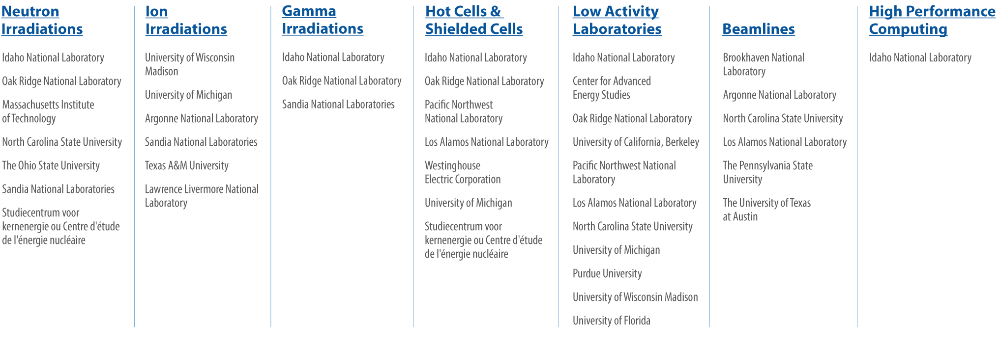 Neutron
Irradiations
Idaho National Laboratory
Oak Ridge National Laboratory
Massachusetts Institute
of Technology
North Carolina State University
The Ohio State University
Sandia National Laboratories
Studiecentrum voor
kernenergie ou Centre d'étude
de l'énergie nucléaire
Ion
Irradiations
University of Wisconsin
Madison
University of Michigan
Argonne National Laboratory
Sandia National Laboratories
Texas A&M University
Lawrence Livermore National
Laboratory
Gamma
Irradiations
Idaho National Laboratory
Oak Ridge National Laboratory
Sandia National Laboratories
Hot Cells &
Shielded Cells
Idaho National Laboratory
Oak Ridge National Laboratory
Pacific Northwest
National Laboratory
Los Alamos National Laboratory
Westinghouse
Electric Corporation
University of Michigan
Studiecentrum voor
kernenergie ou Centre d'étude
de l'énergie nucléaire
Low Activity
Laboratories
Idaho National Laboratory
Center for Advanced
Energy Studies
Oak Ridge National Laboratory
University of California, Berkeley
Pacific Northwest National
Laboratory
Los Alamos National Laboratory
North Carolina State University
University of Michigan
Purdue University
University of Wisconsin Madison
University of Florida
Beamlines
Brookhaven National
Laboratory
Argonne National Laboratory
North Carolina State University
Los Alamos National Laboratory
The Pennsylvania State
University
The University of Texas
at Austin
High Performance
Computing
Idaho National Laboratory